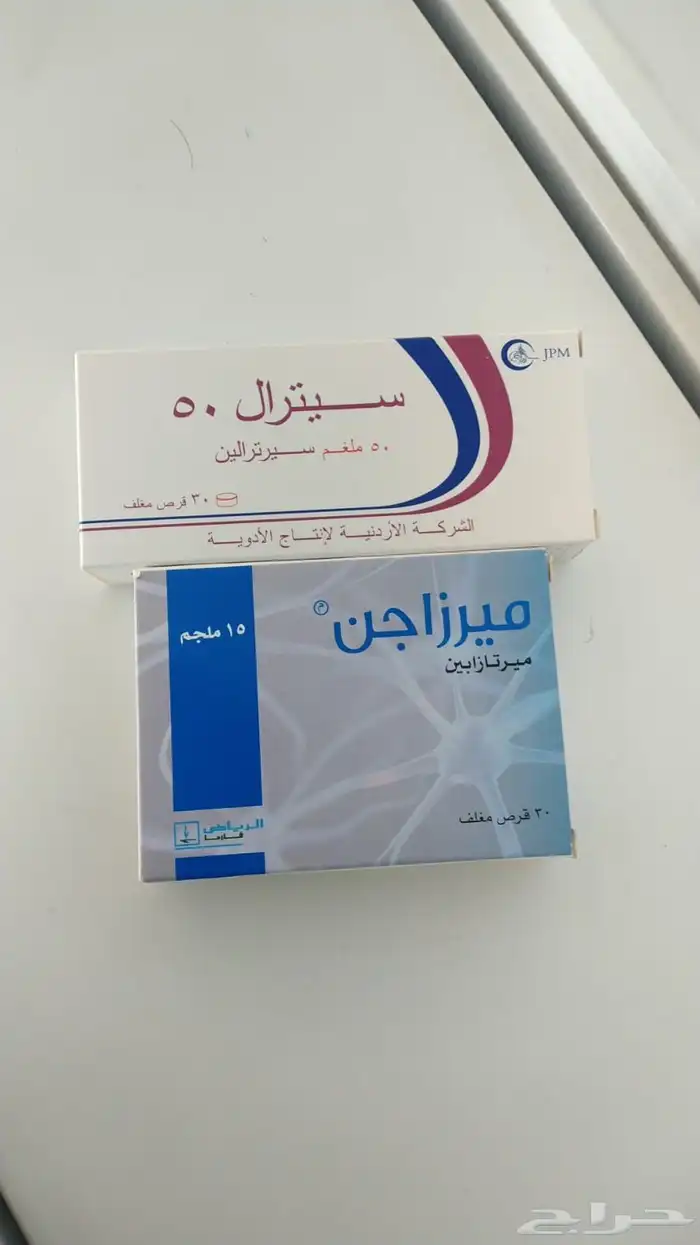 JPM
سيترال ٥٠
٥٠ ملغم سيرترالين
٣٠ قرص مغلف
الشركة الأردنية لإنتاج الأدوية
ميرزاجن م
ميرتازابين
١٥ ملجم
٣٠ قرص مغلف
الرياض فارما
حراج